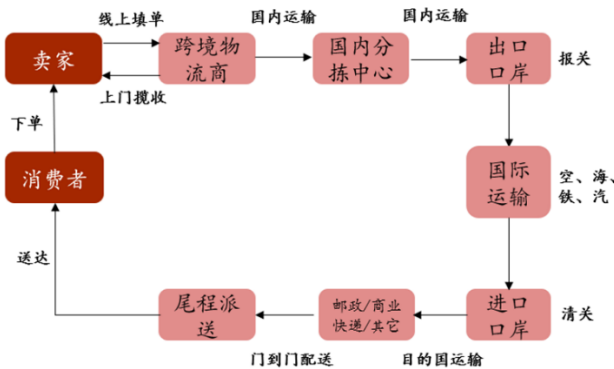 线上填单
国内运输
国内运输
卖家
跨境物
流商
国内分
拣中心
出口
口岸
报关
上门揽收
下单
消费者
国际
运输
空、海、
铁、汽
送达
尾程派
送
邮政/商业
快递/其它
进口
口岸
清关
门到门配送
目的国运输